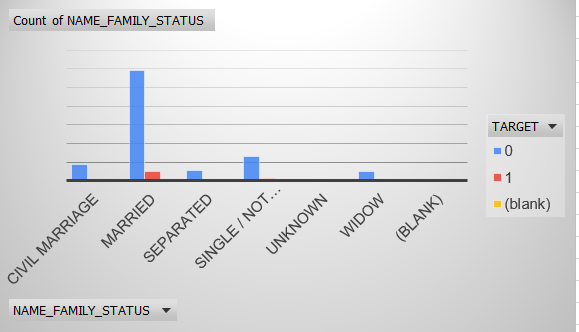 Count of NAME_FAMILY_STATUS
TARGET
0
1
(blank)
CIVIL MARRIAGE
MARRIED
SEPARATED
SINGLE / NOT...
UNKNOWN
WIDOW
(BLANK)
NAME_FAMILY_STATUS